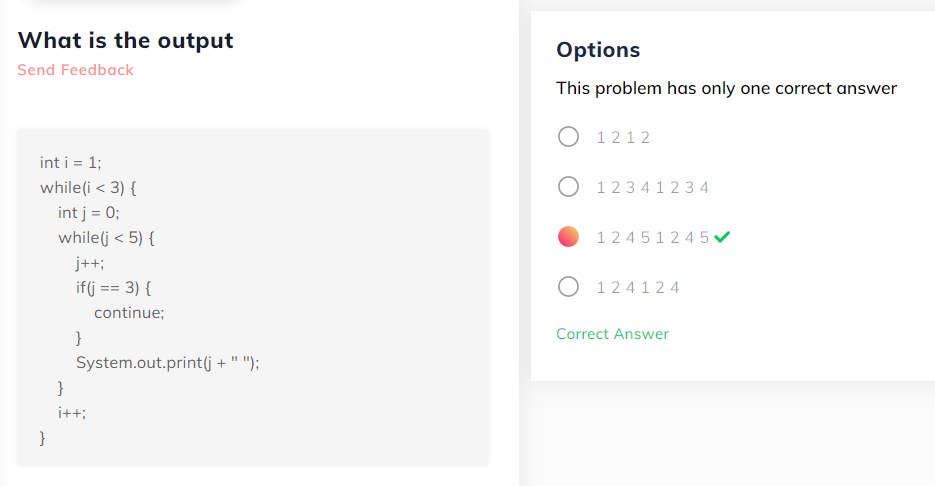 What is the output
Send Feedback
int i = 1;
while(i < 3) {
int j = 0;
while(j < 5) {
j++;
if(j == 3) {
continue;
}
System.out.print(j + " ");
}
i++;
}
Options
This problem has only one correct answer
1 2 1 2
1 2 3 4 1 2 3 4
1 2 4 5 1 2 4 5
1 2 4 1 2 4
Correct Answer